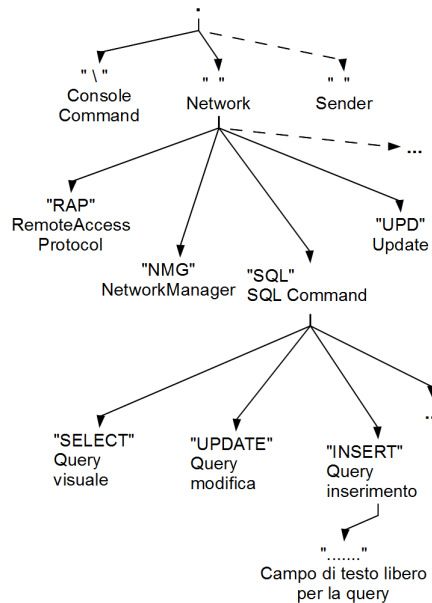 .
" \ "
Console
Command
" "
Network
" "
Sender
...
"RAP"
RemoteAccess
Protocol
"NMG"
NetworkManager
"SQL"
SQL Command
"UPD"
Update
"SELECT"
Query
visuale
"UPDATE"
Query
modifica
"INSERT"
Query
inserimento
...
"......."
Campo di testo libero
per la query